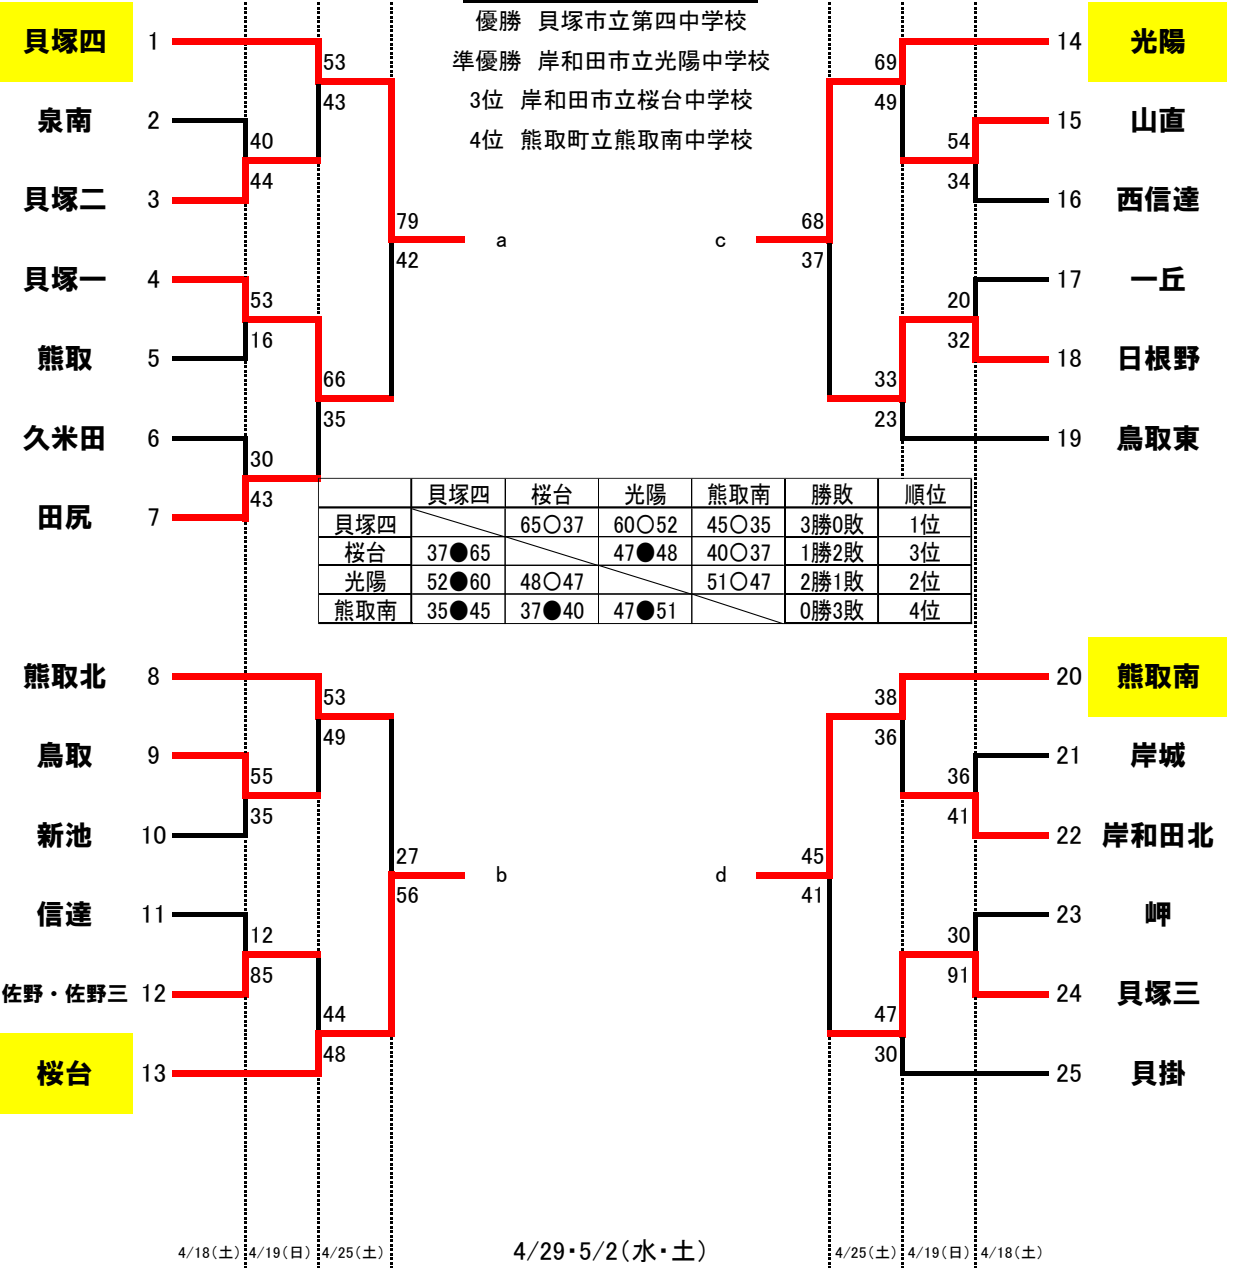 優勝 貝塚市立第四中学校
準優勝 岸和田市立光陽中学校
3位 岸和田市立桜台中学校
4位 熊取町立熊取南中学校
貝塚四 1
泉南 2
貝塚二 3
貝塚一 4
熊取 5
久米田 6
田尻 7
53
43
40
44
53
16
66
35
30
43
79
42
a
熊取北 8
鳥取 9
新池 10
信達 11
佐野・佐野三 12
桜台 13
53
49
55
35
12
85
44
48
27
56
b
14 光陽
15 山直
16 西信達
17 一丘
18 日根野
19 鳥取東
69
49
54
34
20
32
33
23
68
37
c
20 熊取南
21 岸城
22 岸和田北
23 岬
24 貝塚三
25 貝掛
38
36
36
41
30
91
47
30
45
41
d
貝塚四 桜台 光陽 熊取南 勝敗 順位
貝塚四 65○37 60○52 45○35 3勝0敗 1位
桜台 37●65 47●48 40○37 1勝2敗 3位
光陽 52●60 48○47 51○47 2勝1敗 2位
熊取南 35●45 37●40 47●51 0勝3敗 4位
4/18(土) 4/19(日) 4/25(土) 4/29・5/2(水・土) 4/25(土) 4/19(日) 4/18(土)